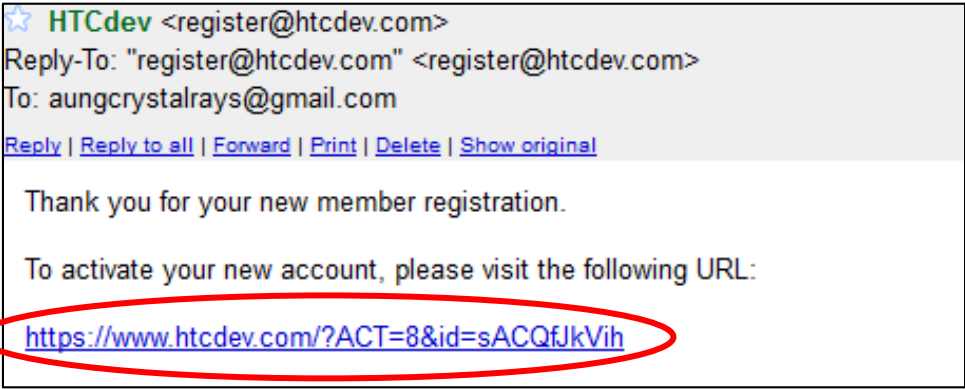 HTCdev <register@htcdev.com>
Reply-To: "register@htcdev.com" <register@htcdev.com>
To: aungcrystalrays@gmail.com
Reply | Reply to all | Forward | Print | Delete | Show original
Thank you for your new member registration.
To activate your new account, please visit the following URL:
https://www.htcdev.com/?ACT=8&id=sACQfJkVih